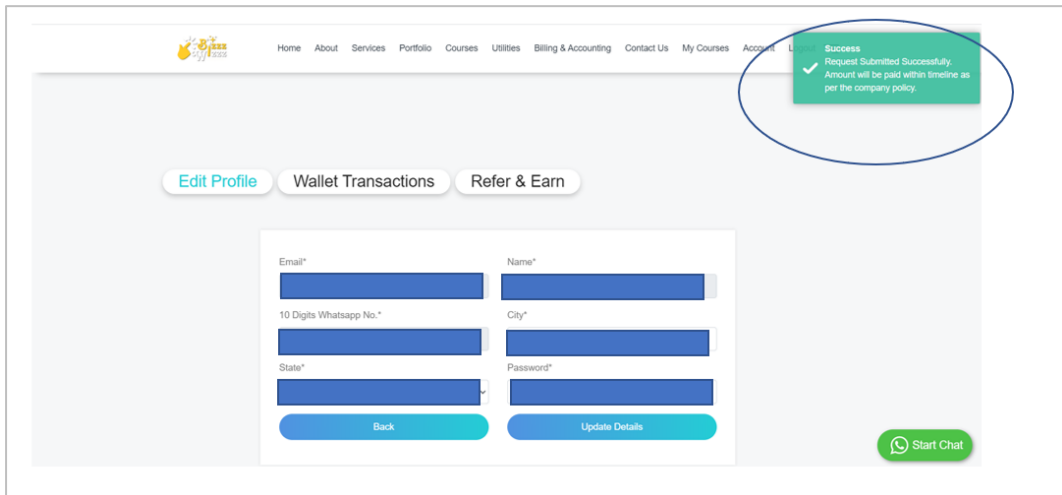 Home About Services Portfolio Courses Utilities Billing & Accounting Contact Us My Courses Account
Success
Request Submitted Successfully.
Amount will be paid within timeline as
per the company policy.
Edit Profile Wallet Transactions Refer & Earn
Email* Name*
10 Digits Whatsapp No.* City*
State* Password*
Back Update Details
Start Chat